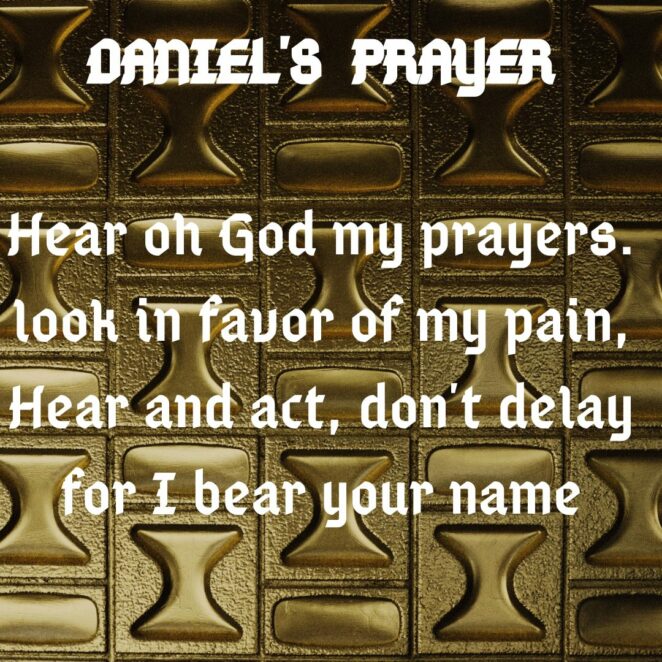 DANIEL'S PRAYER
Hear oh God my prayers.
look in favor of my pain,
Hear and act, don't delay
for I bear your name